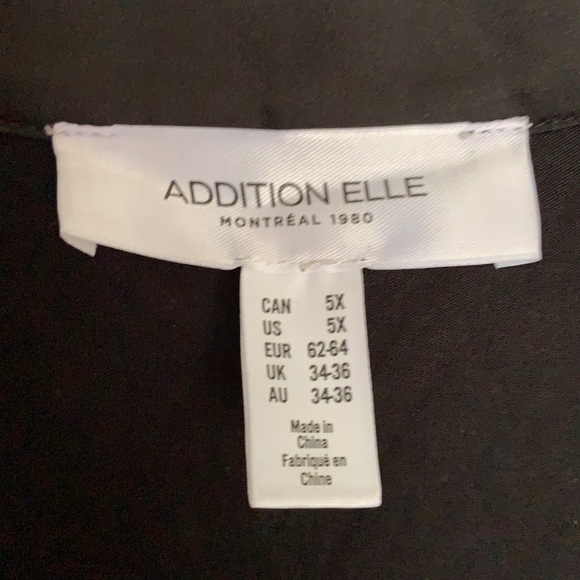 ADDITION ELLE
MONTRÉAL 1980
CAN 5X
US 5X
EUR 62-64
UK 34-36
AU 34-36
Made in
China
Fabriqué en
Chine